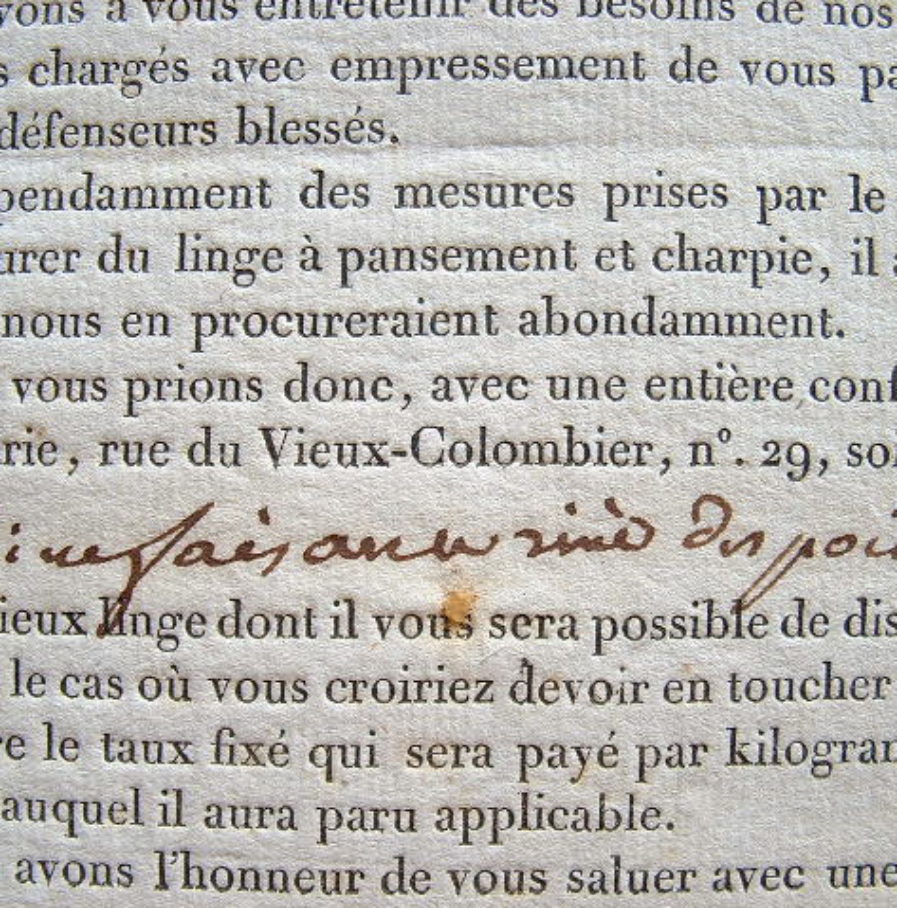 vons à vous entretenir des besoins de nos
s chargés avec empressement de vous pa
défenseurs blessés.
pendamment des mesures prises par le
urer du linge à pansement et charpie, il a
nous en procureraient abondamment.
vous prions donc, avec une entière conf
rie, rue du Vieux-Colombier, n°. 29, soi
ieux linge dont il vous sera possible de dis
le cas où vous croiriez devoir en toucher
re le taux fixé qui sera payé par kilogram
auquel il aura paru applicable.
avons l'honneur de vous saluer avec une